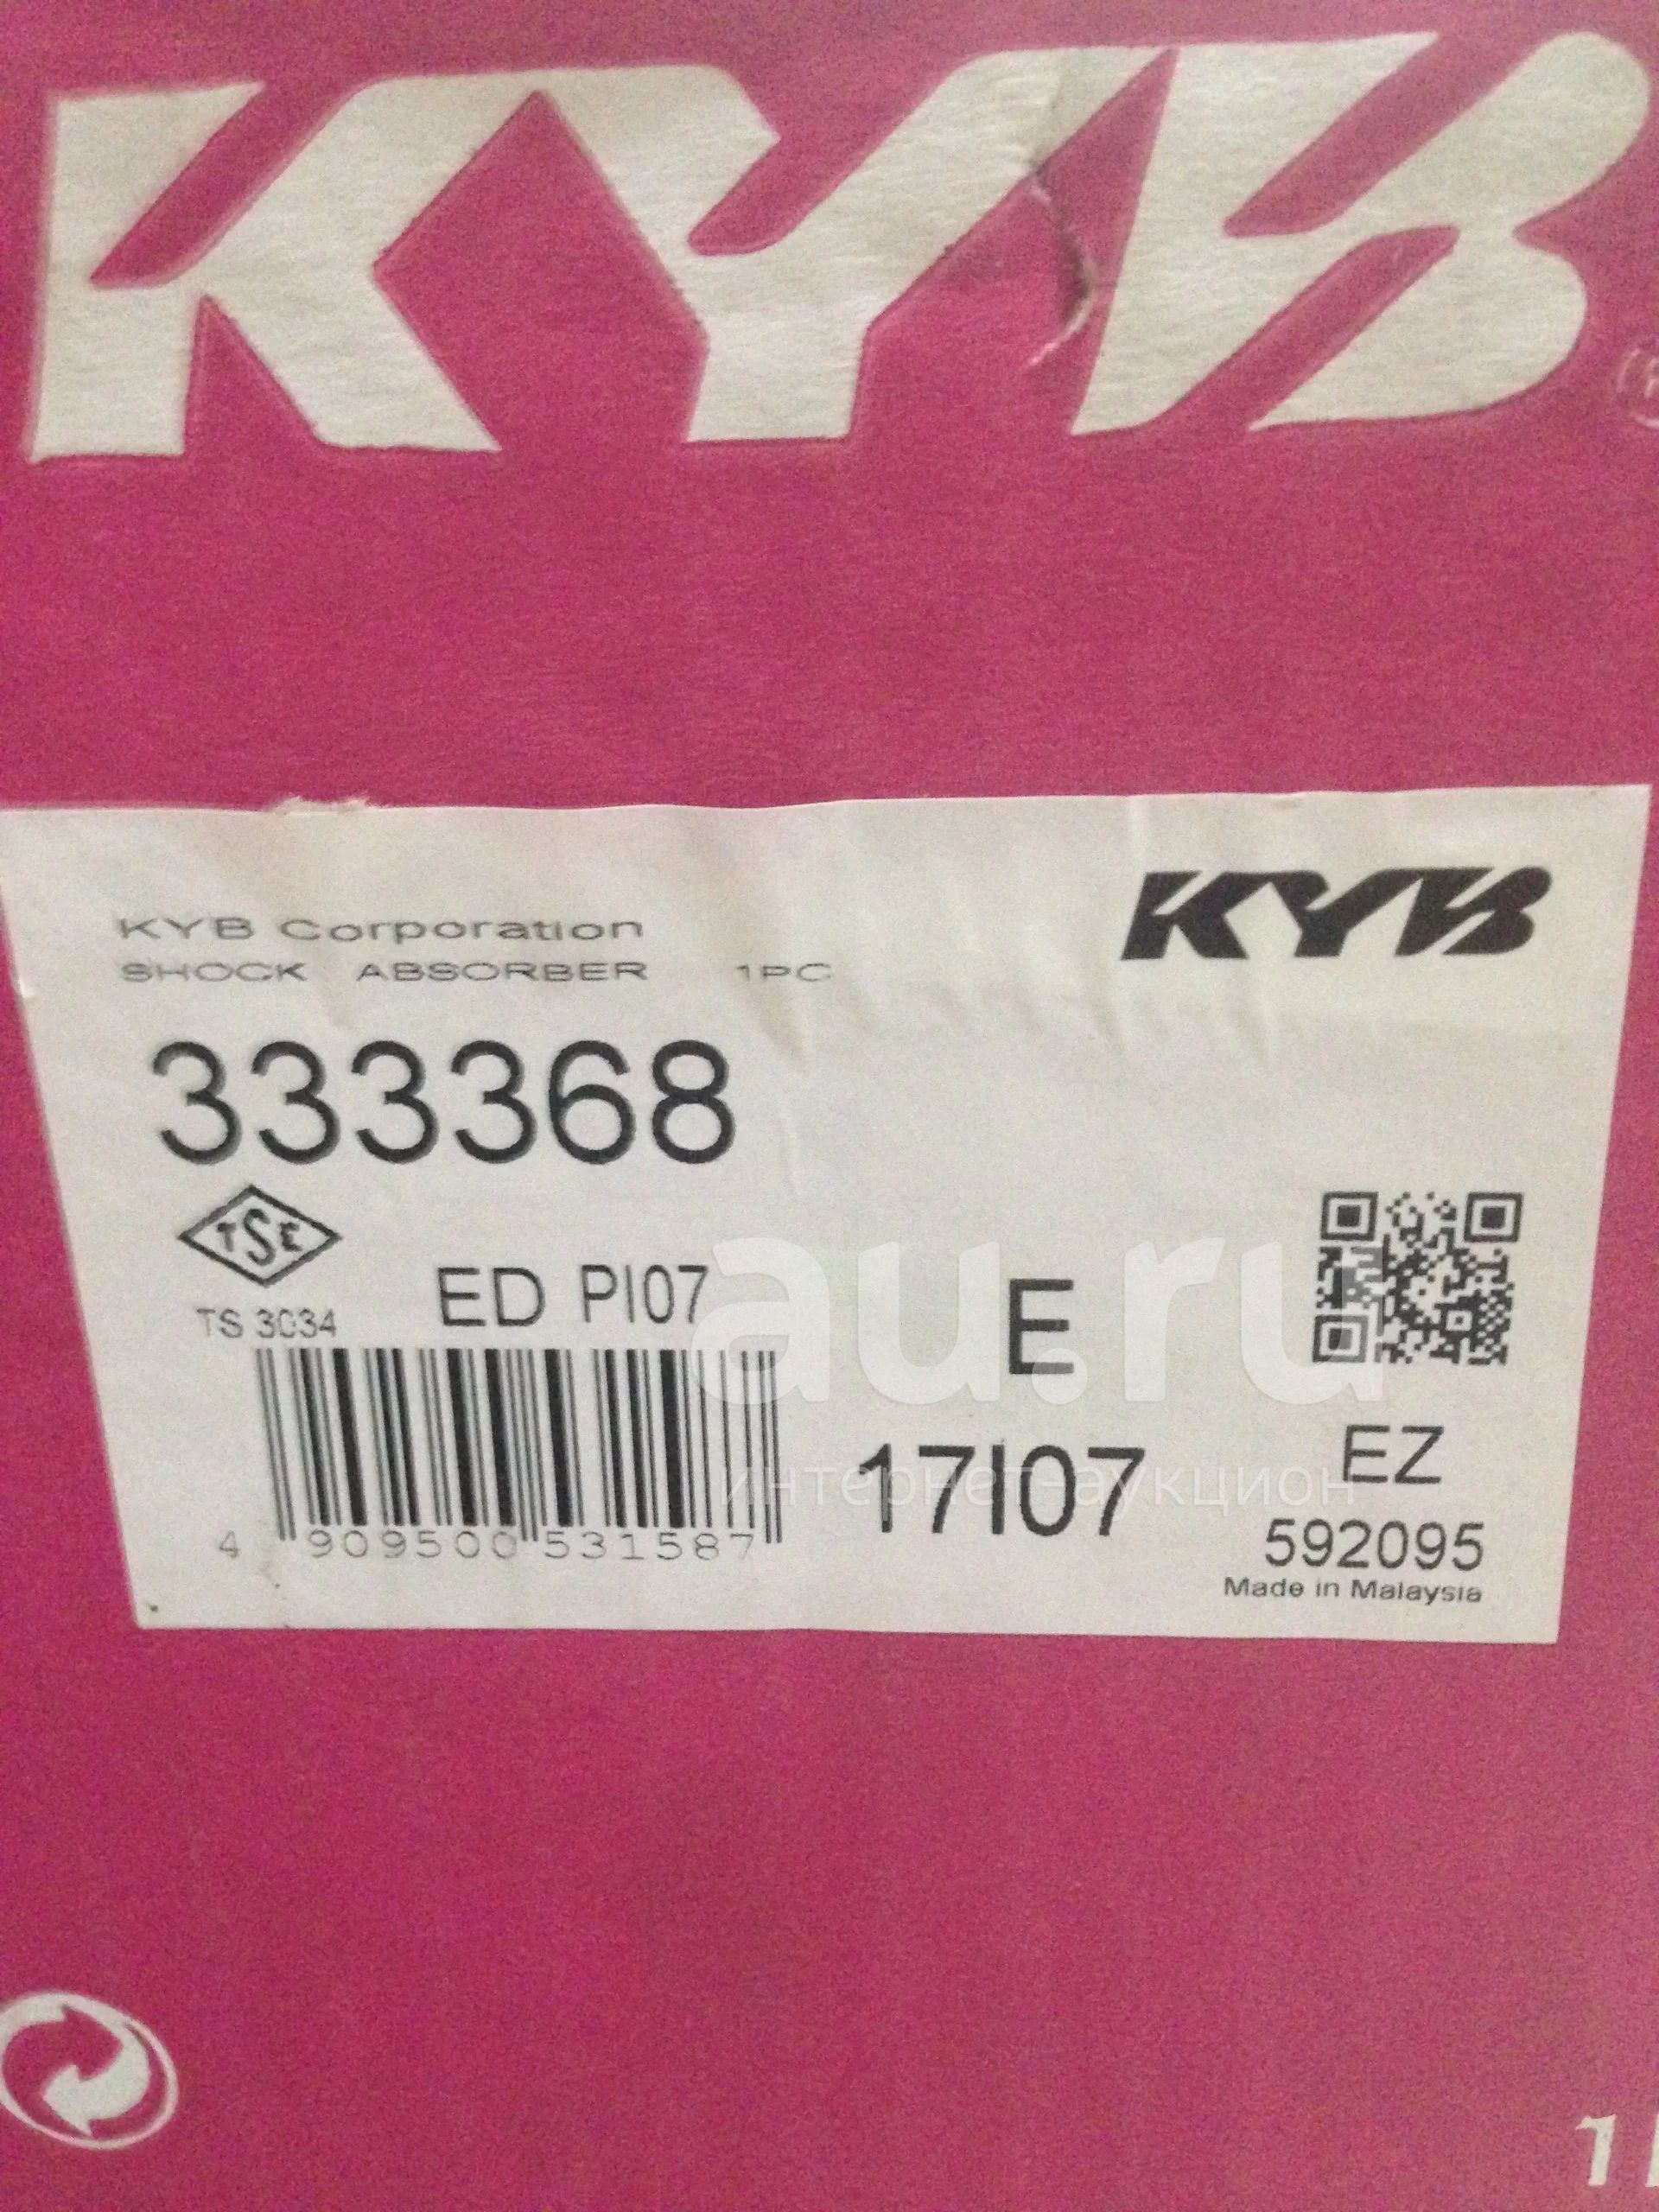 KYB
KYB Corporation
SHOCK ABSORBER 1PC
KYB
333368
TSE
TS 3034
ED PI07
E
17I07
EZ
592095
Made in Malaysia
4 909500 531587
au.ru
интернет-аукцион